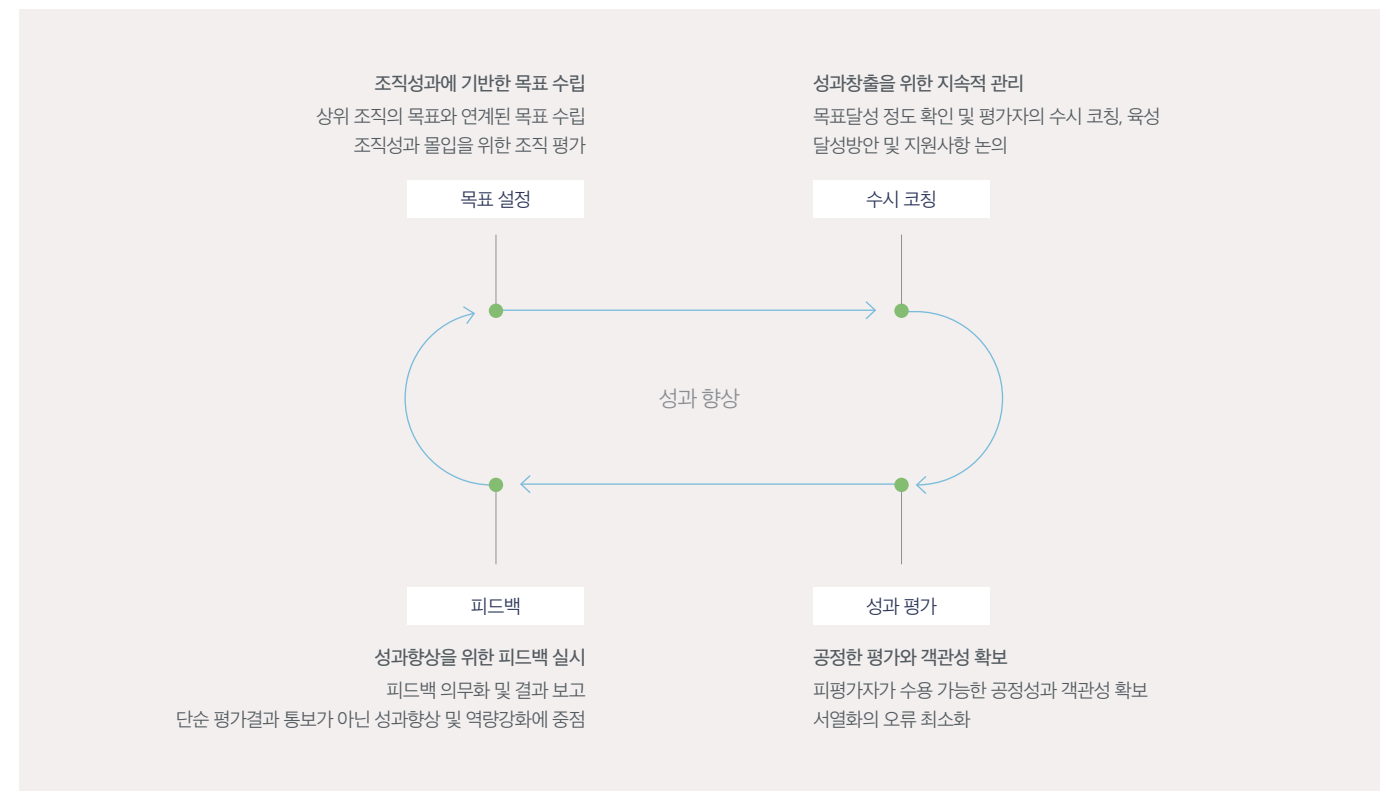 조직성과에 기반한 목표 수립
상위 조직의 목표와 연계된 목표 수립
조직성과 몰입을 위한 조직 평가
목표 설정
성과창출을 위한 지속적 관리
목표달성 정도 확인 및 평가자의 수시 코칭, 육성
달성방안 및 지원사항 논의
수시 코칭
성과 향상
피드백
성과향상을 위한 피드백 실시
피드백 의무화 및 결과 보고
단순 평가결과 통보가 아닌 성과향상 및 역량강화에 중점
성과 평가
공정한 평가와 객관성 확보
피평가자가 수용 가능한 공정성과 객관성 확보
서열화의 오류 최소화